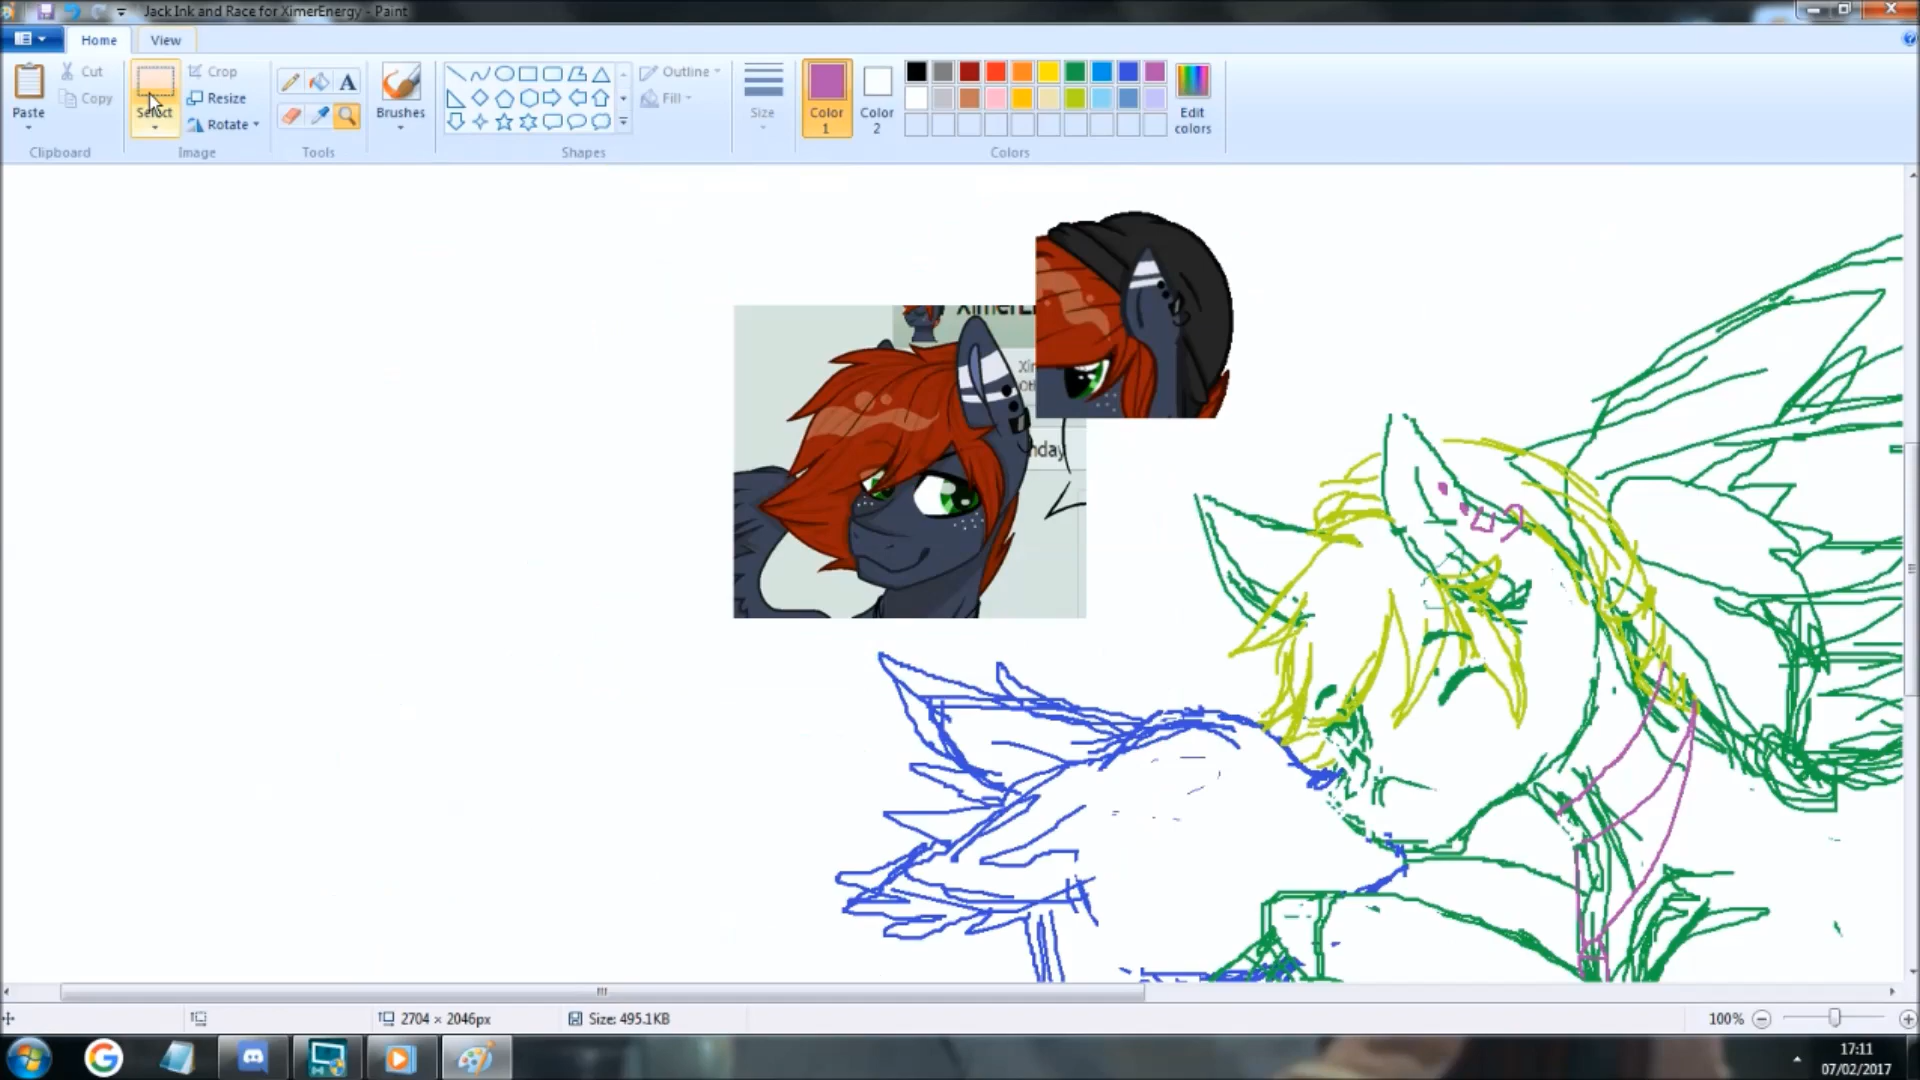 Jack Ink and Race for XimerEnergy - Paint
Home
View
Paste
Cut
Copy
Clipboard
Select
Crop
Resize
Rotate
Image
A
Tools
Brushes
Outline
Fill
Shapes
Size
Color
1
Color
2
Edit
colors
Colors
nday
2704 × 2046px
Size: 495.1KB
100%
17:11
07/02/2017